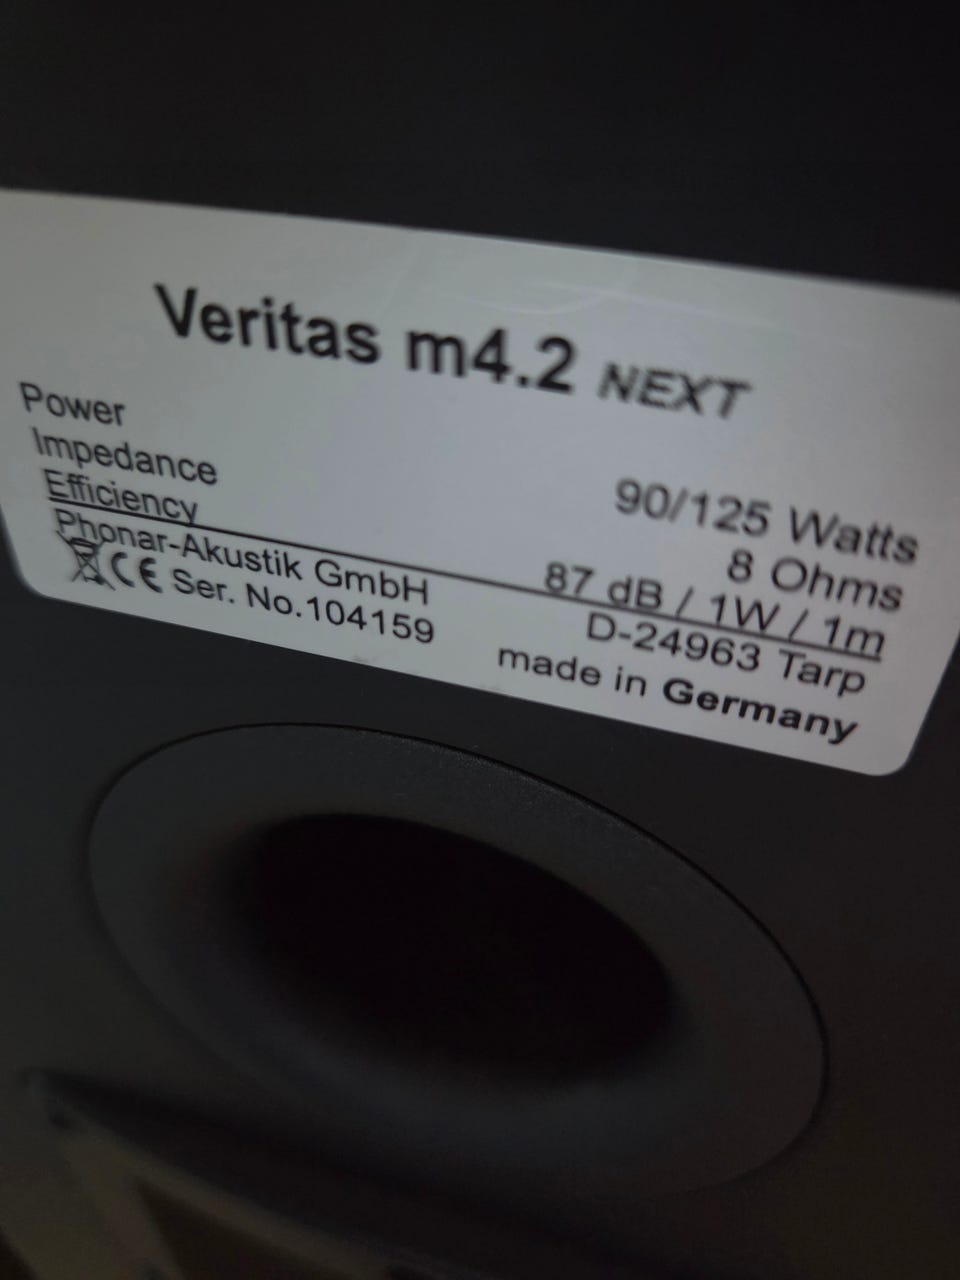 Veritas m4.2 NEXT
Power 90/125 Watts
Impedance 8 Ohms
Efficiency 87 dB / 1W / 1m
Phonar-Akustik GmbH D-24963 Tarp
CE Ser. No.104159 made in Germany